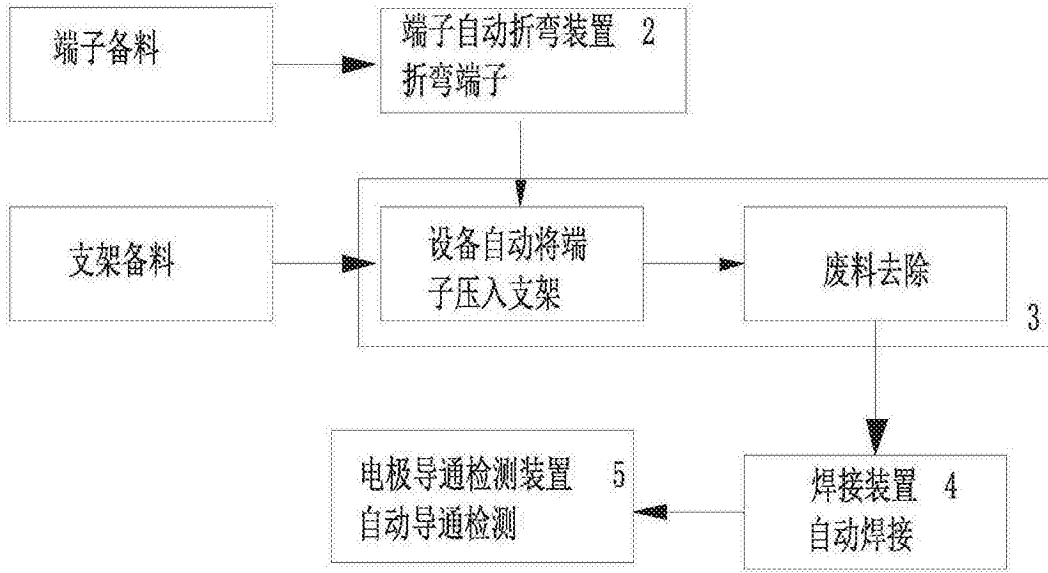 端子备料
端子自动折弯装置 2
折弯端子
支架备料
设备自动将端
子压入支架
废料去除
3
电极导通检测装置 5
自动导通检测
焊接装置 4
自动焊接